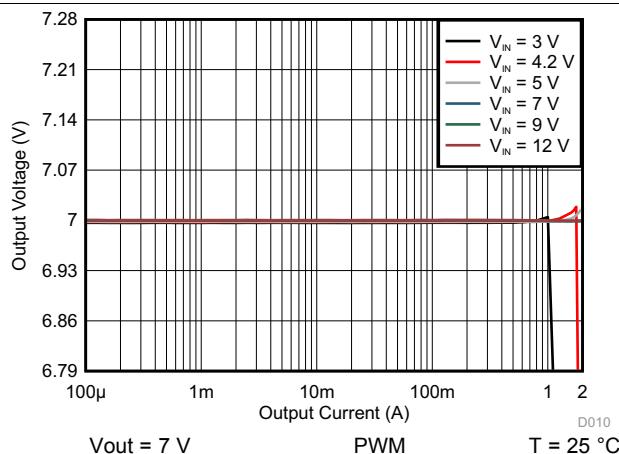 7.28
7.21
7.14
7.07
7
6.93
6.86
6.79
Output Voltage (V)
V_IN = 3 V
V_IN = 4.2 V
V_IN = 5 V
V_IN = 7 V
V_IN = 9 V
V_IN = 12 V
100µ 1m 10m 100m 1 2
Output Current (A)
D010
Vout = 7 V PWM T = 25 °C